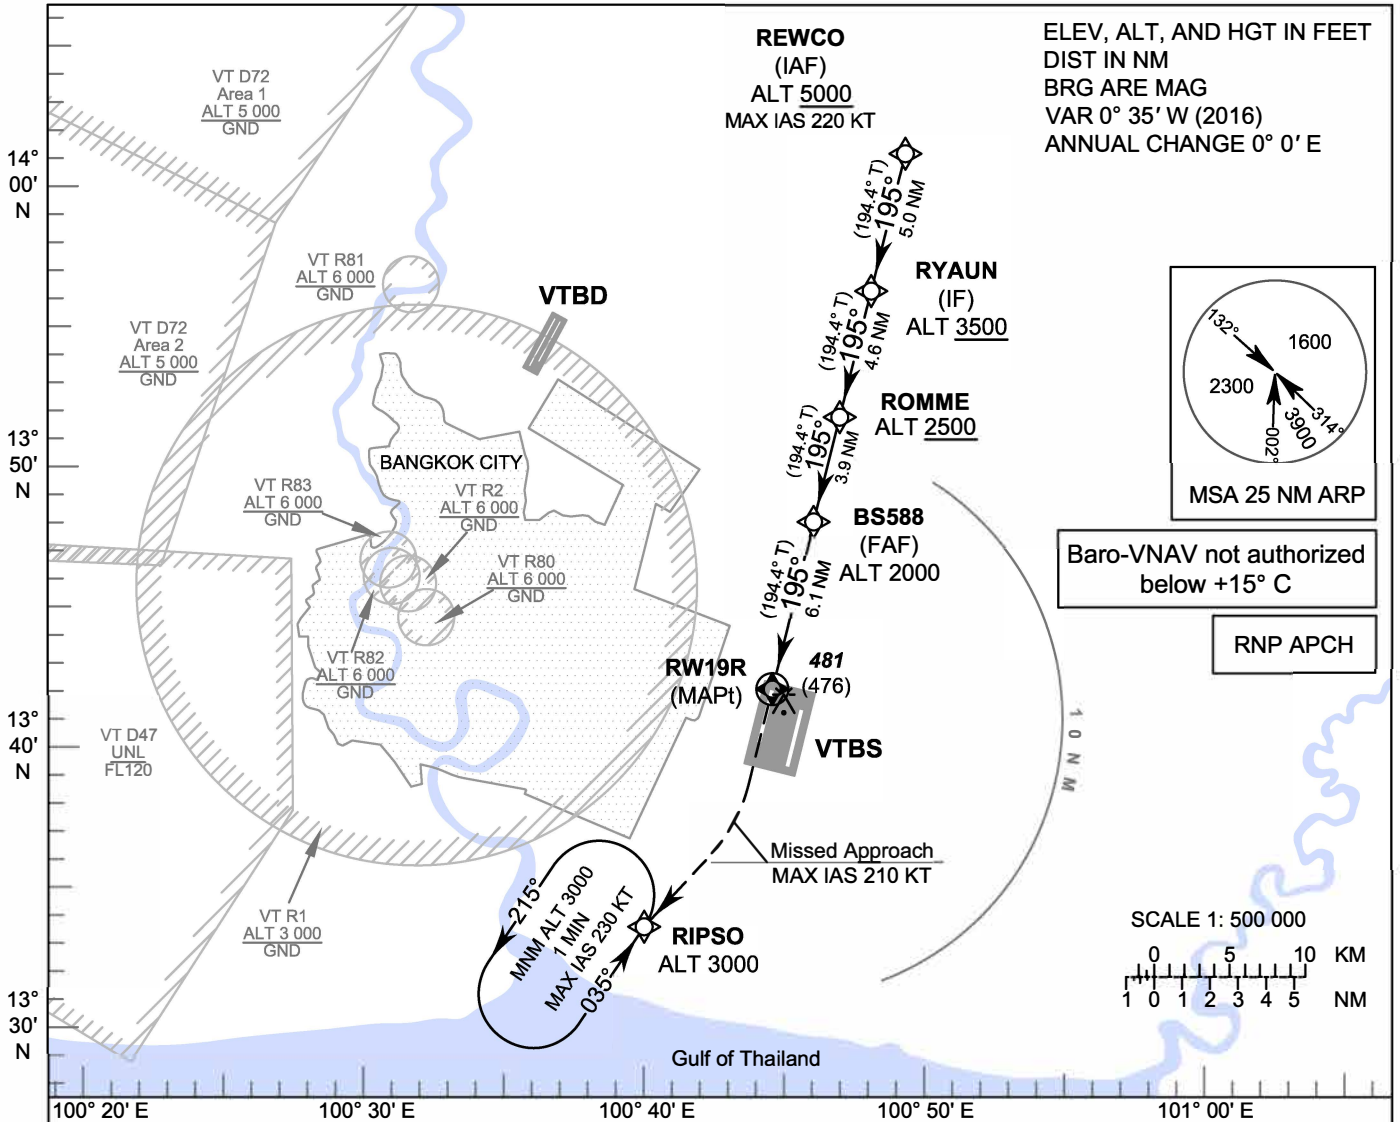 REWCO
(IAF)
ALT 5000
MAX IAS 220 KT
ELEV, ALT, AND HGT IN FEET
DIST IN NM
BRG ARE MAG
VAR 0° 35' W (2016)
ANNUAL CHANGE 0° 0' E
VT D72
Area 1
ALT 5 000
GND
14°
00'
N
(194.4° T)
195°
5.0 NM
VT R81
ALT 6 000
GND
VTBD
RYAUN
(IF)
ALT 3500
VT D72
Area 2
ALT 5 000
GND
(194.4° T)
195°
4.6 NM
132°
1600
2300
3900
314°
002°
MSA 25 NM ARP
ROMME
ALT 2500
13°
50'
N
BANGKOK CITY
(194.4° T)
195°
3.9 NM
VT R83
ALT 6 000
GND
VT R2
ALT 6 000
GND
BS588
(FAF)
ALT 2000
Baro-VNAV not authorized
below +15° C
VT R80
ALT 6 000
GND
(194.4° T)
195°
6.1 NM
RNP APCH
VT R82
ALT 6 000
GND
RW19R
(MAPt)
481
(476)
13°
40'
N
VT D47
UNL
FL120
VTBS
10NM
Missed Approach
MAX IAS 210 KT
215°
MNM ALT 3000
1 MIN
MAX IAS 230 KT
035°
VT R1
ALT 3 000
GND
RIPSO
ALT 3000
SCALE 1: 500 000
0 5 10 KM
1 0 1 2 3 4 5 NM
13°
30'
N
Gulf of Thailand
100° 20' E
100° 30' E
100° 40' E
100° 50' E
101° 00' E